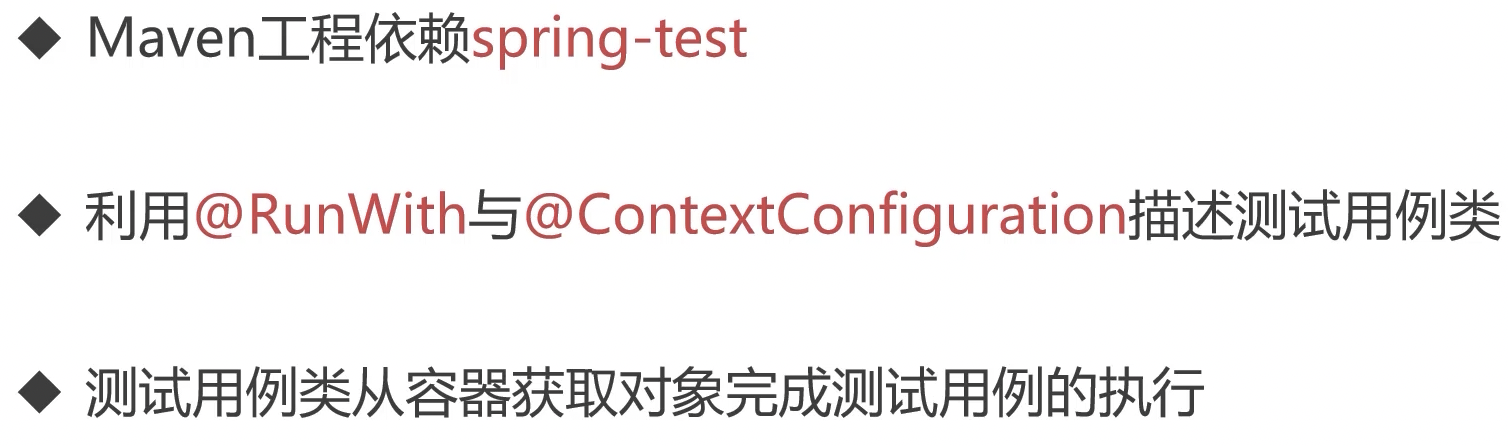 ◆ Maven工程依赖spring-test
◆ 利用@RunWith与@ContextConfiguration描述测试用例类
◆ 测试用例类从容器获取对象完成测试用例的执行